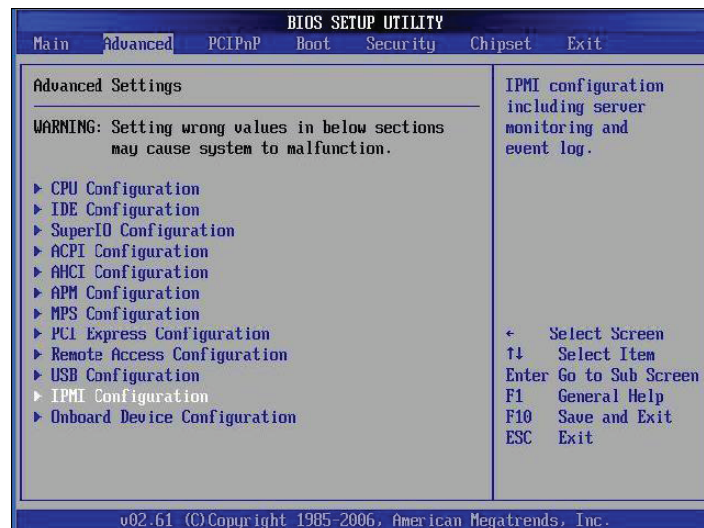 BIOS SETUP UTILITY
Main Advanced PCIPnP Boot Security Chipset Exit
Advanced Settings
WARNING: Setting wrong values in below sections
may cause system to malfunction.
▶ CPU Configuration
▶ IDE Configuration
▶ SuperIO Configuration
▶ ACPI Configuration
▶ AHCI Configuration
▶ APM Configuration
▶ MPS Configuration
▶ PCI Express Configuration
▶ Remote Access Configuration
▶ USB Configuration
▶ IPMI Configuration
▶ Onboard Device Configuration
IPMI configuration
including server
monitoring and
event log.
← Select Screen
↑↓ Select Item
Enter Go to Sub Screen
F1 General Help
F10 Save and Exit
ESC Exit
v02.61 (C)Copyright 1985-2006, American Megatrends, Inc.